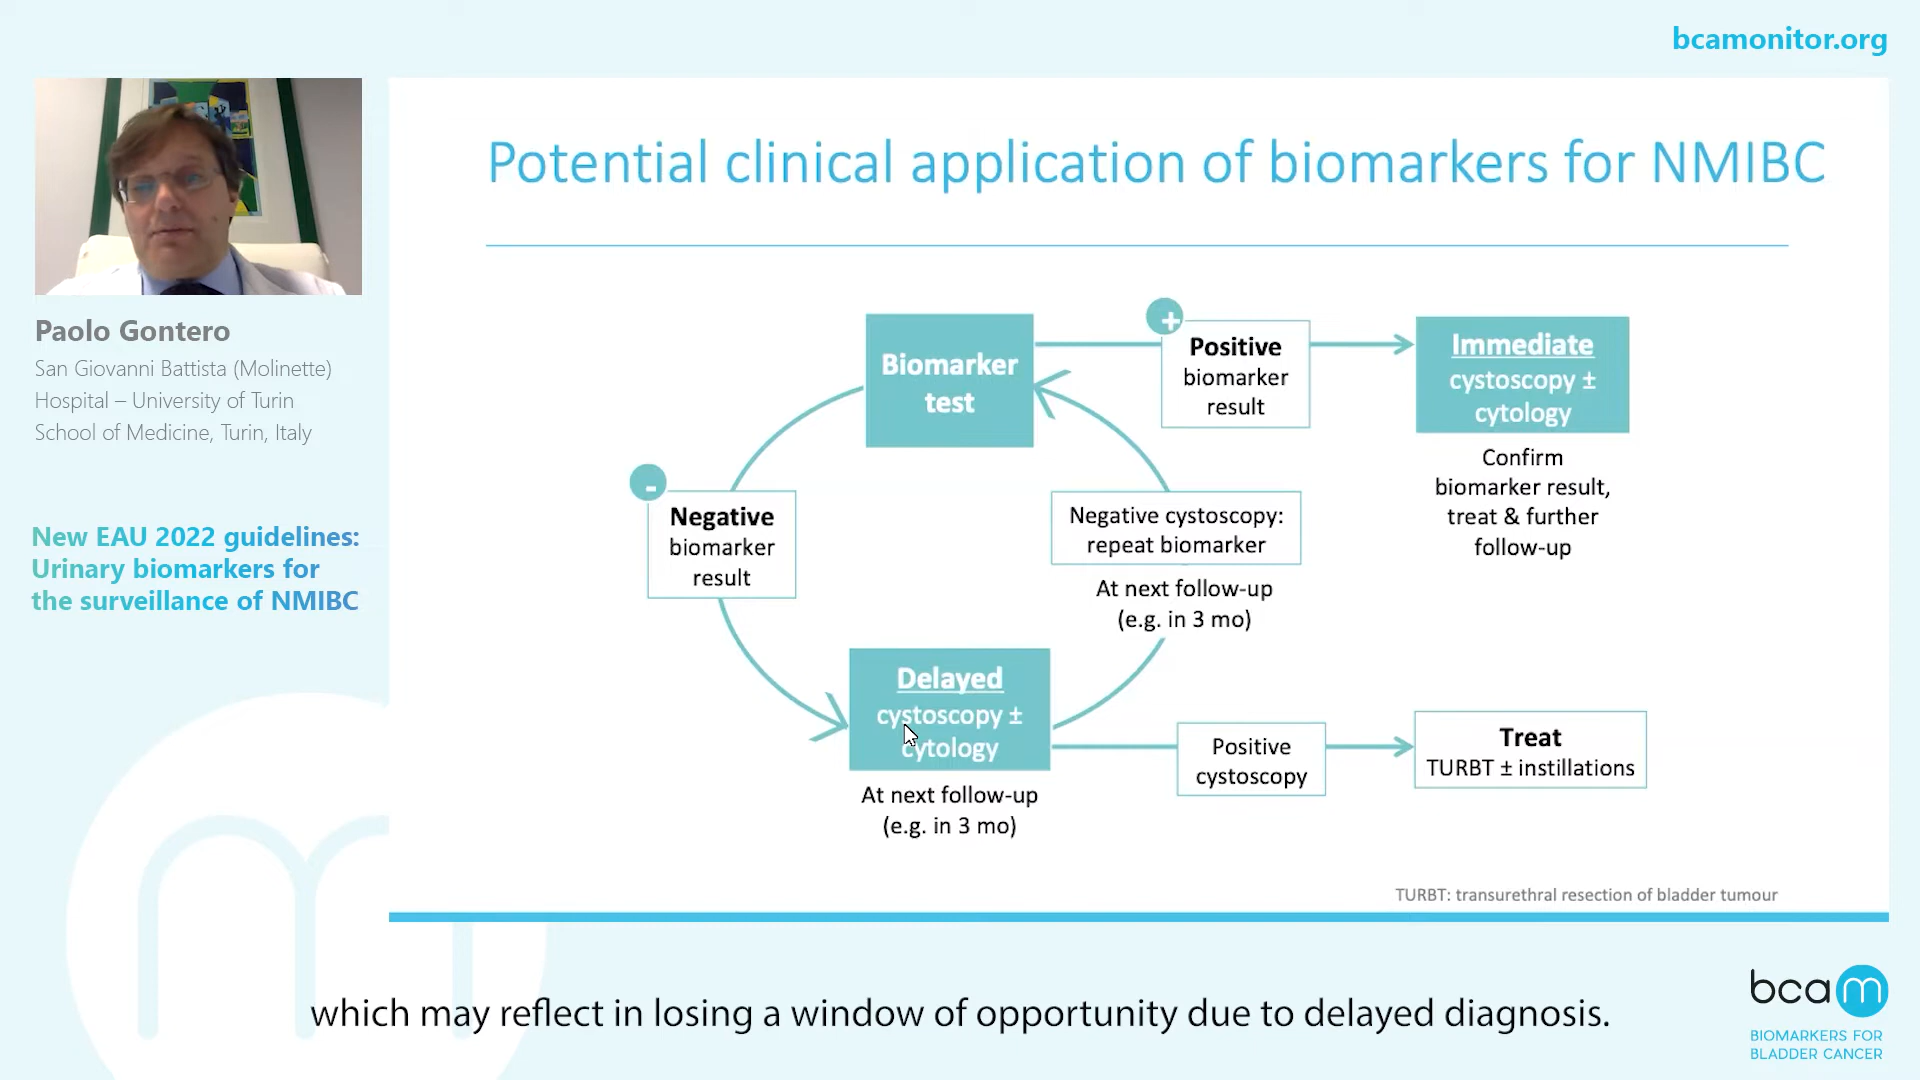 bcamonitor.org
Paolo Gontero
San Giovanni Battista (Molinette)
Hospital – University of Turin
School of Medicine, Turin, Italy
New EAU 2022 guidelines:
Urinary biomarkers for
the surveillance of NMIBC
Potential clinical application of biomarkers for NMIBC
Biomarker
test
+
Positive
biomarker
result
Immediate
cystoscopy ±
cytology
Confirm
biomarker result,
treat & further
follow-up
-
Negative
biomarker
result
Negative cystoscopy:
repeat biomarker
At next follow-up
(e.g. in 3 mo)
Delayed
cystoscopy ±
cytology
At next follow-up
(e.g. in 3 mo)
Positive
cystoscopy
Treat
TURBT ± instillations
TURBT: transurethral resection of bladder tumour
which may reflect in losing a window of opportunity due to delayed diagnosis.
bcam
BIOMARKERS FOR
BLADDER CANCER